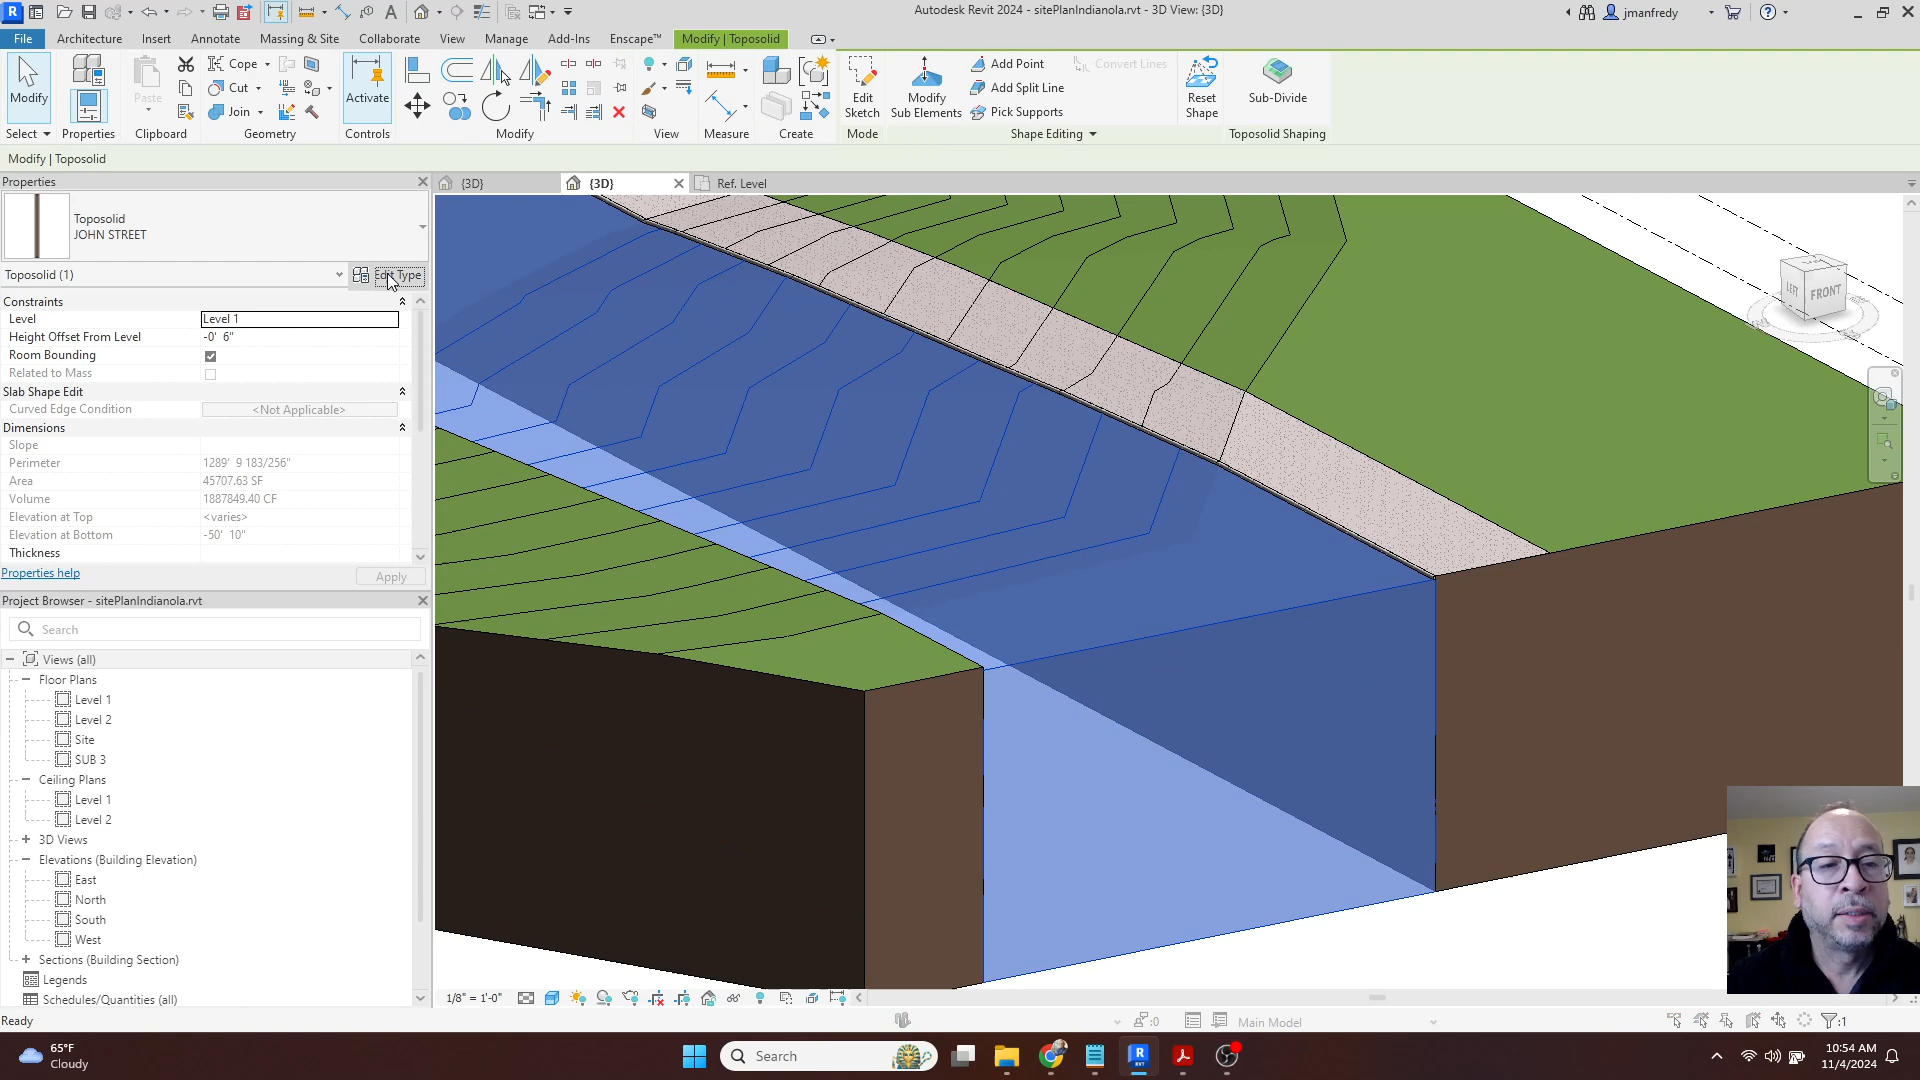 Autodesk Revit 2024 - sitePlanIndianola.rvt - 3D View: {3D}
jmanfredy
File
Architecture
Insert
Annotate
Massing & Site
Collaborate
View
Manage
Add-Ins
Enscape™
Modify | Toposolid
Modify
Select
Properties
Paste
Clipboard
Cope
Cut
Join
Geometry
Activate
Controls
Modify
View
Measure
Create
Edit
Sketch
Mode
Modify
Sub Elements
Add Point
Add Split Line
Pick Supports
Convert Lines
Shape Editing
Reset
Shape
Sub-Divide
Toposolid Shaping
Modify | Toposolid
Properties
Toposolid
JOHN STREET
Toposolid (1)
Edit Type
Constraints
Level
Level 1
Height Offset From Level
-0' 6"
Room Bounding
Related to Mass
Slab Shape Edit
Curved Edge Condition
<Not Applicable>
Dimensions
Slope
Perimeter
1289' 9 183/256"
Area
45707.63 SF
Volume
1887849.40 CF
Elevation at Top
<varies>
Elevation at Bottom
-50' 10"
Thickness
Properties help
Apply
Project Browser - sitePlanIndianola.rvt
Search
Views (all)
Floor Plans
Level 1
Level 2
Site
SUB 3
Ceiling Plans
Level 1
Level 2
3D Views
Elevations (Building Elevation)
East
North
South
West
Sections (Building Section)
Legends
Schedules/Quantities (all)
{3D}
{3D}
Ref. Level
LEFT
FRONT
1/8" = 1'-0"
Ready
:0
Main Model
:1
65°F
Cloudy
Search
10:54 AM
11/4/2024